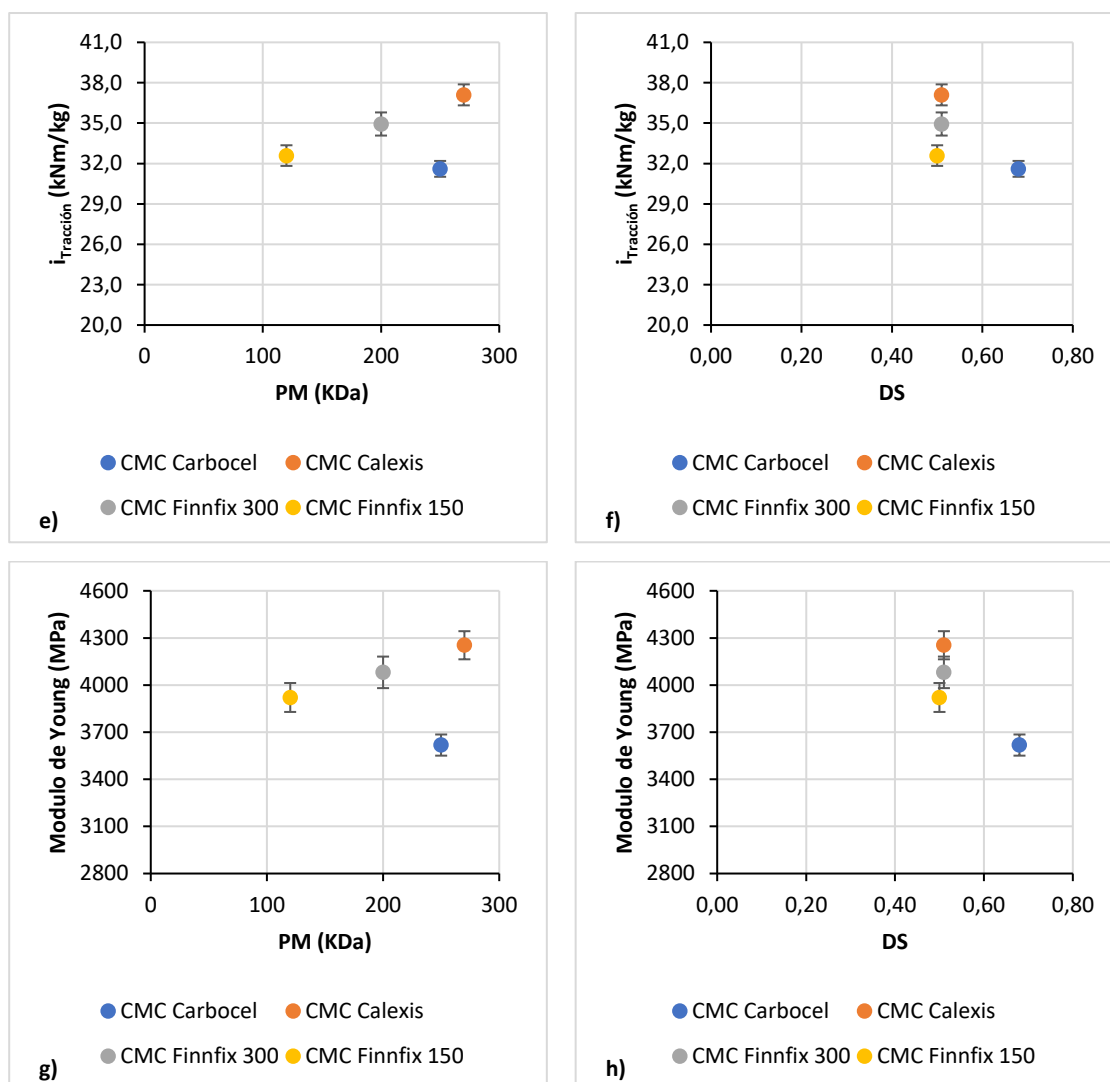 41,0
38,0
35,0
32,0
29,0
26,0
23,0
20,0
i Tracción (kNm/kg)
0 100 200 300
PM (KDa)
CMC Carbocel CMC Calexis
CMC Finnfix 300 CMC Finnfix 150
e)
41,0
38,0
35,0
32,0
29,0
26,0
23,0
20,0
i Tracción (kNm/kg)
0,00 0,20 0,40 0,60 0,80
DS
CMC Carbocel CMC Calexis
CMC Finnfix 300 CMC Finnfix 150
f)
4600
4300
4000
3700
3400
3100
2800
Modulo de Young (MPa)
0 100 200 300
PM (KDa)
CMC Carbocel CMC Calexis
CMC Finnfix 300 CMC Finnfix 150
g)
4600
4300
4000
3700
3400
3100
2800
Modulo de Young (MPa)
0,00 0,20 0,40 0,60 0,80
DS
CMC Carbocel CMC Calexis
CMC Finnfix 300 CMC Finnfix 150
h)